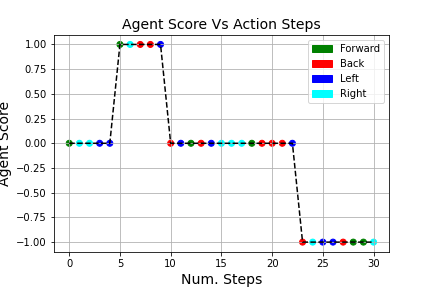 Agent Score Vs Action Steps
Agent Score
1.00
0.75
0.50
0.25
0.00
−0.25
−0.50
−0.75
−1.00
Forward
Back
Left
Right
0 5 10 15 20 25 30
Num. Steps